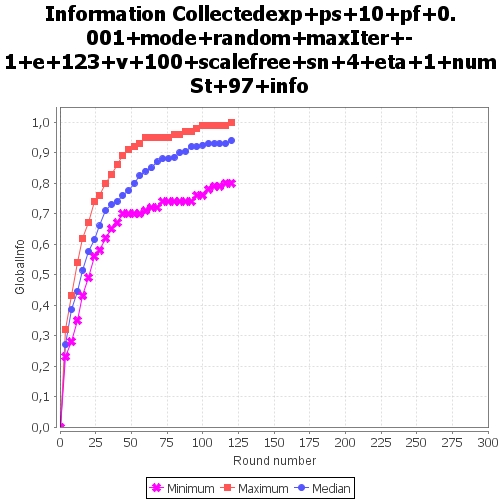 Information Collectedexp+ps+10+pf+0.
001+mode+random+maxIter+-
1+e+123+v+100+scalefree+sn+4+eta+1+num
St+97+info
1,0
0,9
0,8
0,7
0,6
0,5
0,4
0,3
0,2
0,1
0,0
GlobalInfo
0 25 50 75 100 125 150 175 200 225 250 275 300
Round number
Minimum Maximum Median